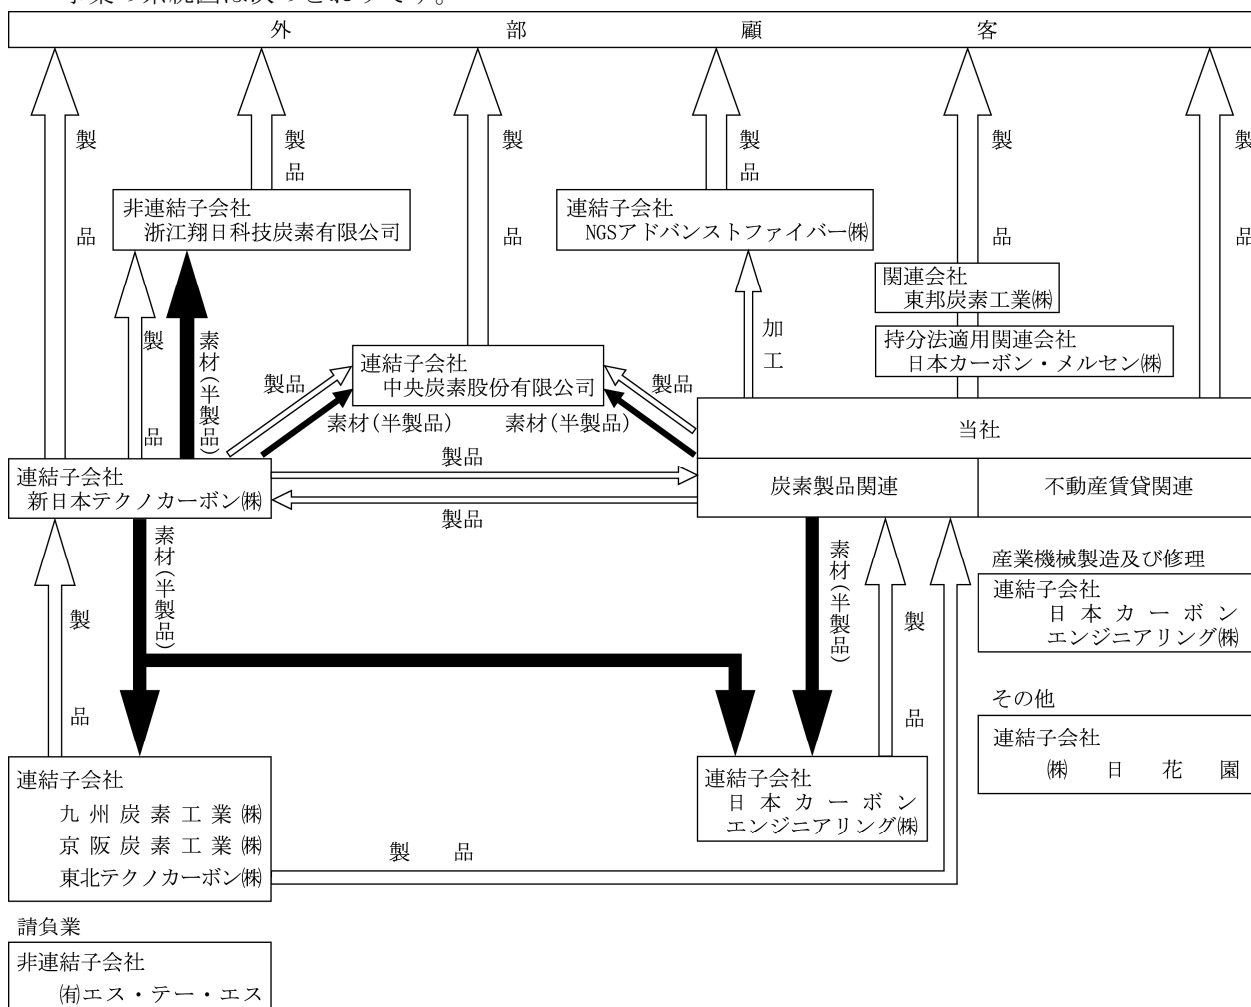 外部顧客
製品
製品
製品
製品
製品
製品
非連結子会社
浙江翔日科技炭素有限公司
連結子会社
NGSアドバンストファイバー㈱
関連会社
東邦炭素工業㈱
持分法適用関連会社
日本カーボン・メルセン㈱
製品
素材(半製品)
加工
連結子会社
中央炭素股份有限公司
製品
製品
素材(半製品)
素材(半製品)
当社
炭素製品関連
不動産賃貸関連
製品
製品
連結子会社
新日本テクノカーボン㈱
素材(半製品)
素材(半製品)
製品
製品
産業機械製造及び修理
連結子会社
日本カーボン
エンジニアリング㈱
その他
連結子会社
㈱日花園
連結子会社
九州炭素工業㈱
京阪炭素工業㈱
東北テクノカーボン㈱
連結子会社
日本カーボン
エンジニアリング㈱
製品
請負業
非連結子会社
㈲エス・テー・エス